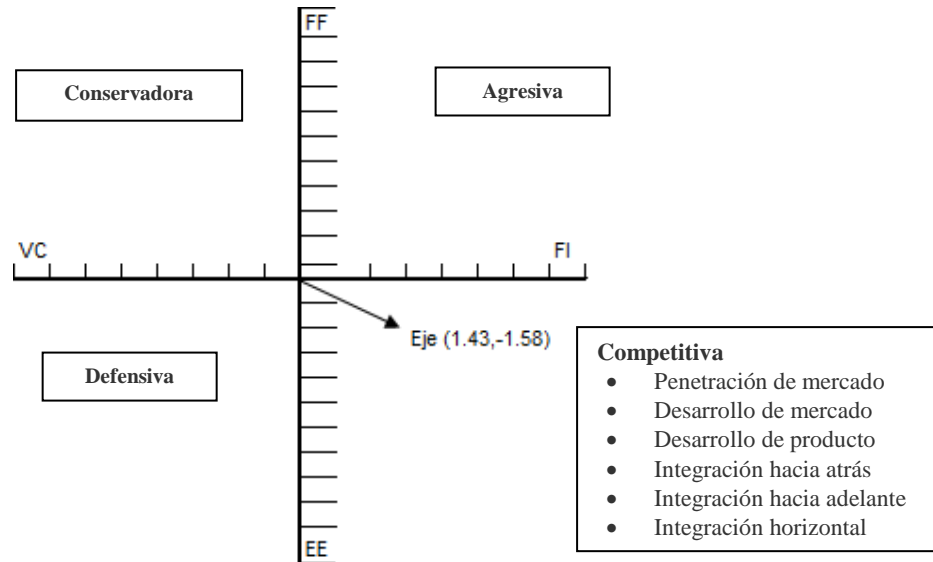 FF
Conservadora
Agresiva
VC
FI
Eje (1.43,-1.58)
Defensiva
Competitiva
• Penetración de mercado
• Desarrollo de mercado
• Desarrollo de producto
• Integración hacia atrás
• Integración hacia adelante
• Integración horizontal
EE